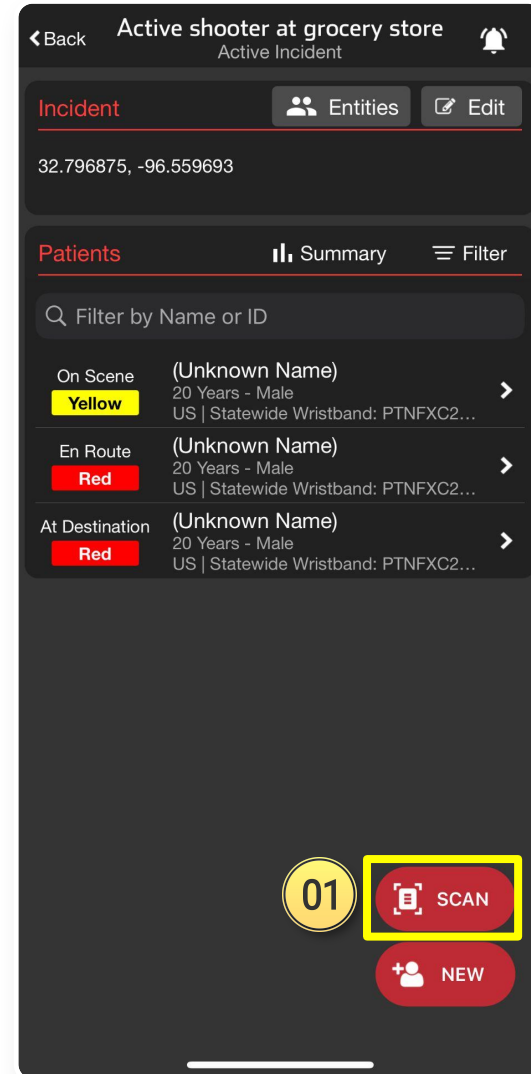 Back Active shooter at grocery store
Active Incident
Incident Entities Edit
32.796875, -96.559693
Patients Summary Filter
Filter by Name or ID
On Scene (Unknown Name)
Yellow 20 Years - Male
US | Statewide Wristband: PTNFXC2...
En Route (Unknown Name)
Red 20 Years - Male
US | Statewide Wristband: PTNFXC2...
At Destination (Unknown Name)
Red 20 Years - Male
US | Statewide Wristband: PTNFXC2...
01 SCAN
NEW